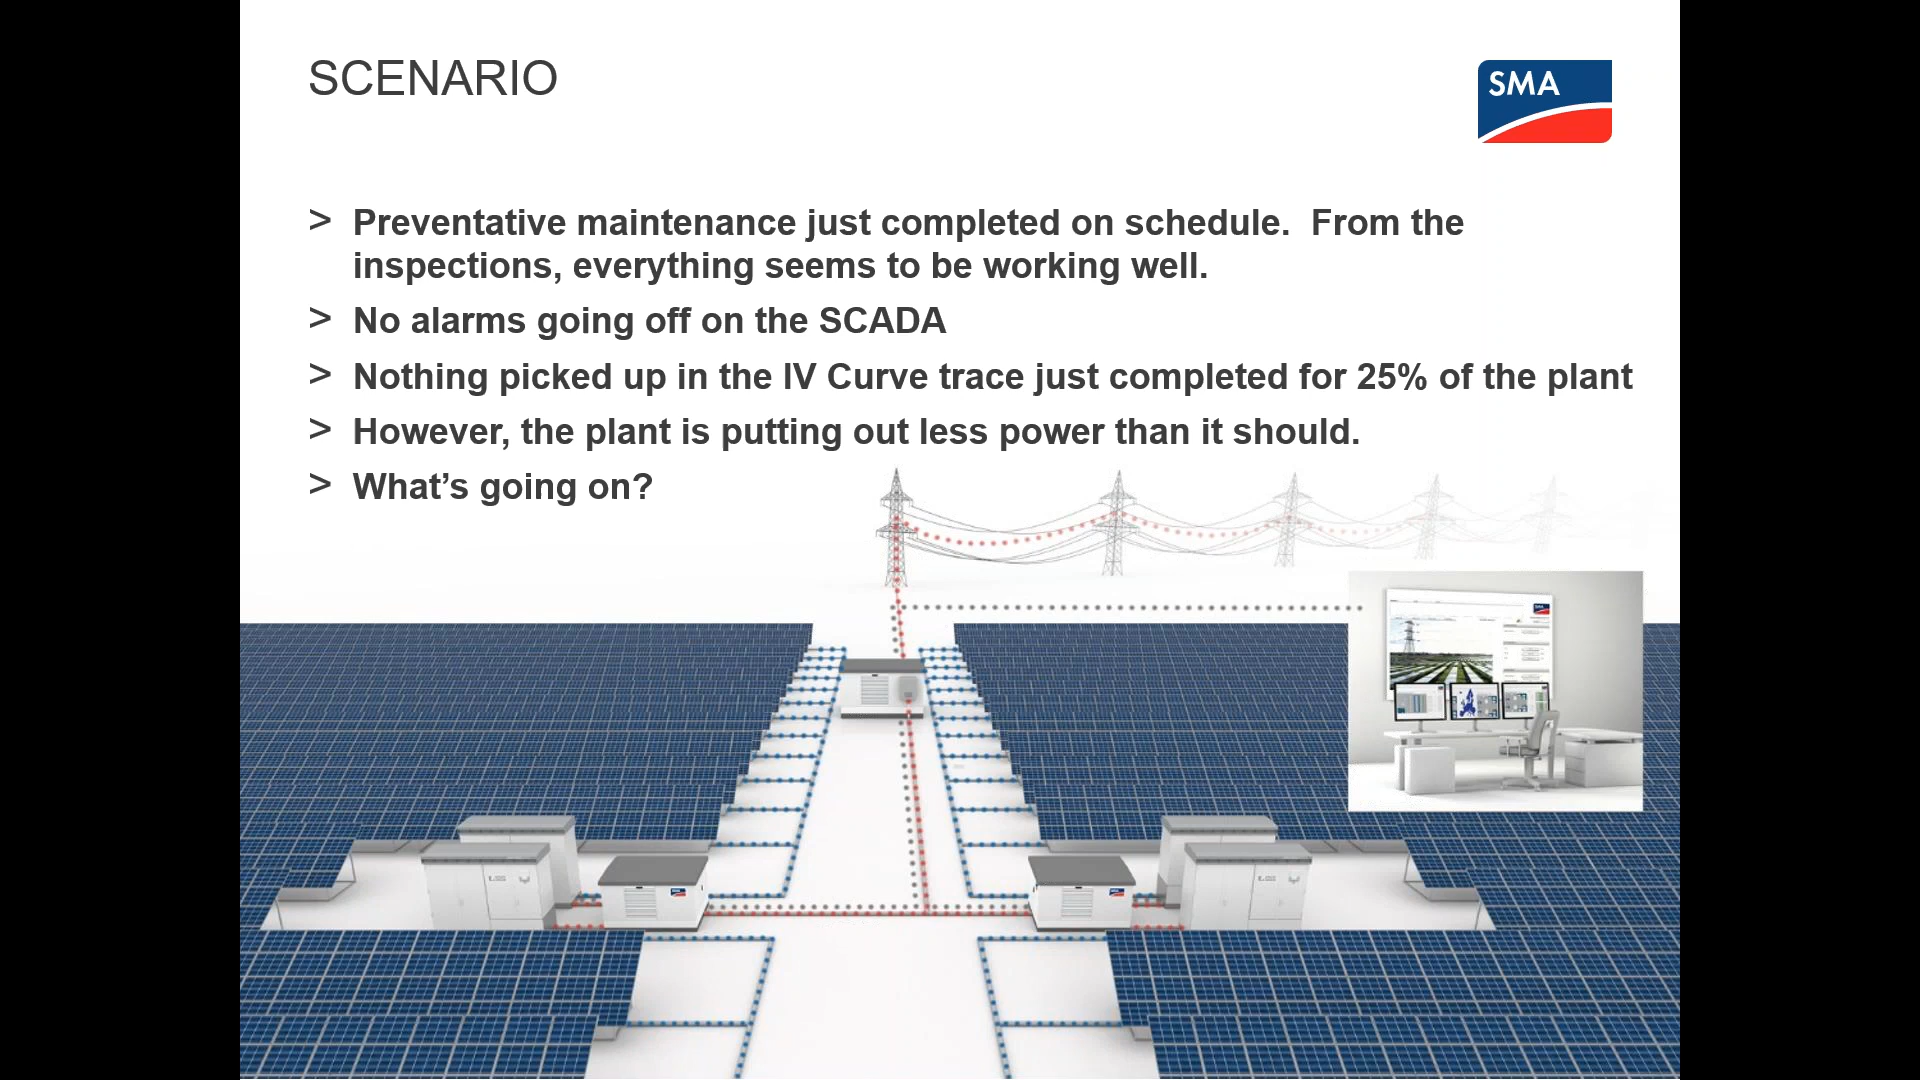 SCENARIO
SMA
> Preventative maintenance just completed on schedule.  From the
inspections, everything seems to be working well.
> No alarms going off on the SCADA
> Nothing picked up in the IV Curve trace just completed for 25% of the plant
> However, the plant is putting out less power than it should.
> What’s going on?